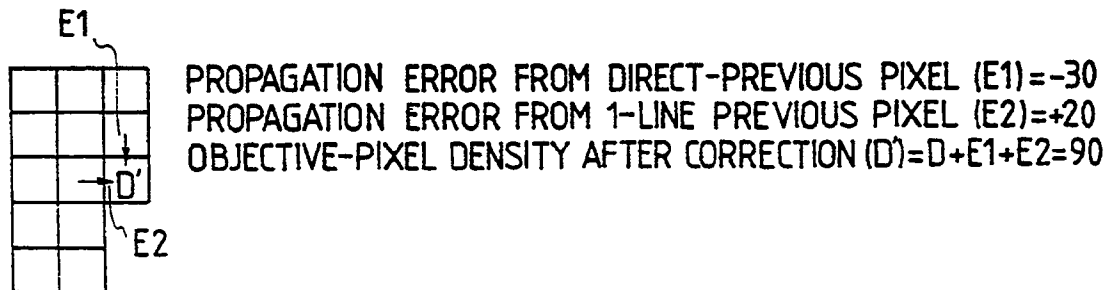 E1
PROPAGATION ERROR FROM DIRECT-PREVIOUS PIXEL (E1)=-30
PROPAGATION ERROR FROM 1-LINE PREVIOUS PIXEL (E2)=+20
OBJECTIVE-PIXEL DENSITY AFTER CORRECTION (D')=D+E1+E2=90
D'
E2